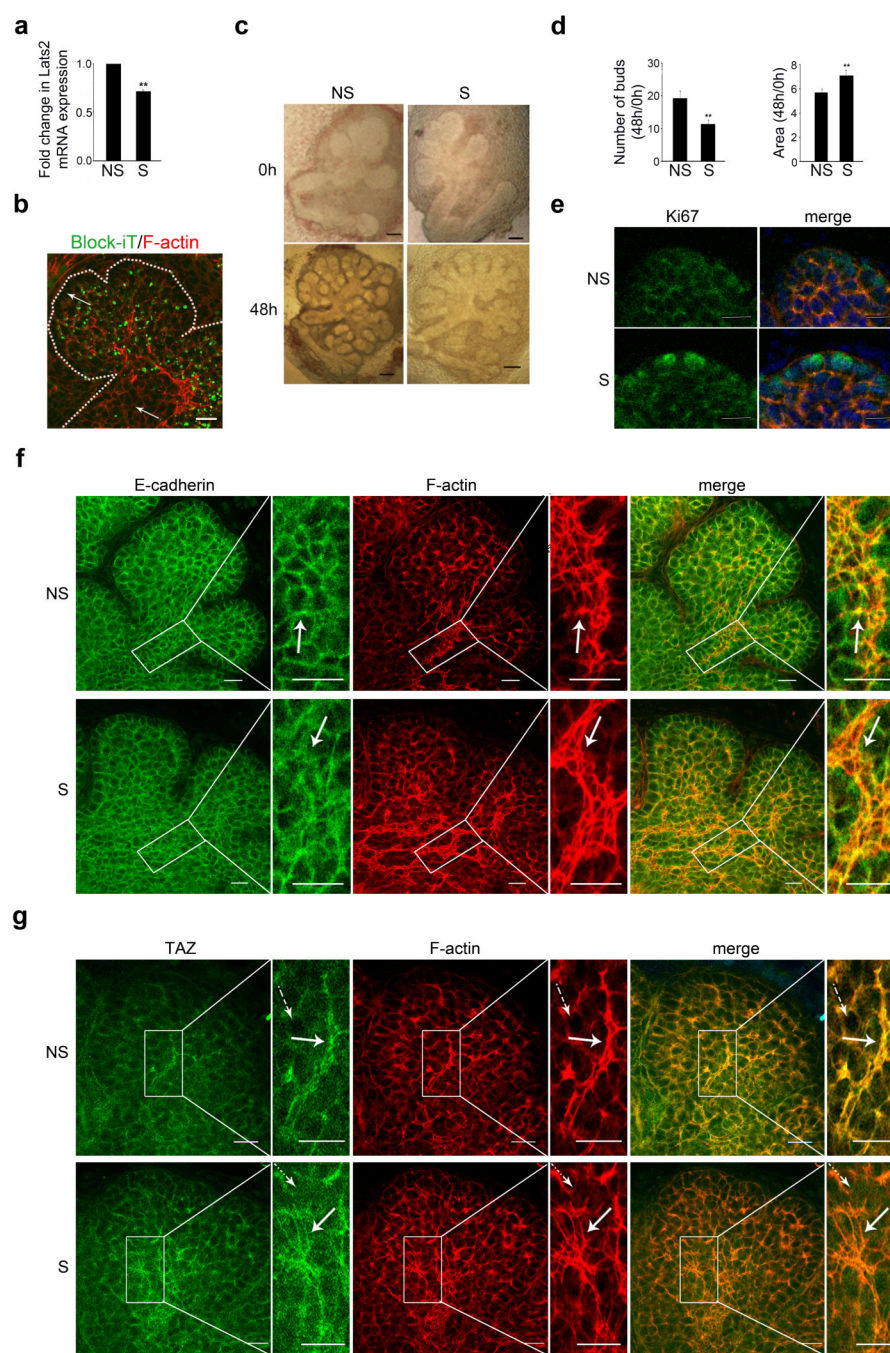 a
Fold change in Lats2
mRNA expression
1.0
0.5
0.0
**
NS
S
b
Block-iT/F-actin
c
NS
S
0h
48h
d
Number of buds
(48h/0h)
30
20
10
0
**
NS
S
Area (48h/0h)
8
6
4
2
0
**
NS
S
e
Ki67
merge
NS
S
f
E-cadherin
F-actin
merge
NS
S
g
TAZ
F-actin
merge
NS
S